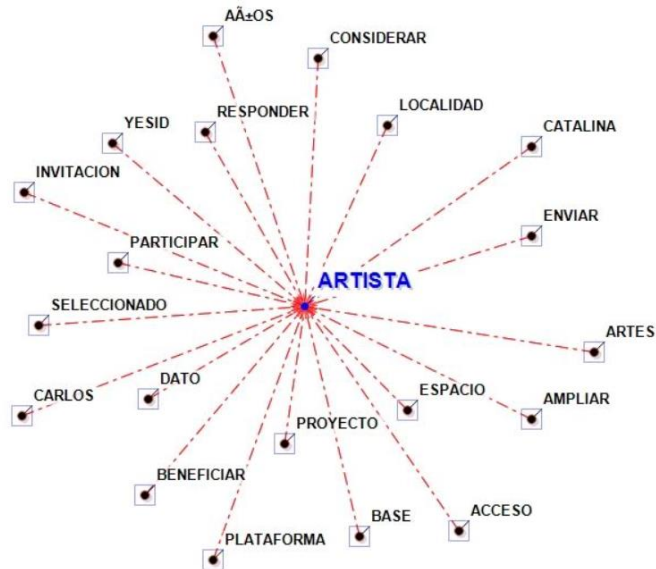 AÃ±OS
CONSIDERAR
LOCALIDAD
RESPONDER
YESID
CATALINA
INVITACION
ENVIAR
PARTICIPAR
ARTISTA
SELECCIONADO
ARTES
DATO
ESPACIO
CARLOS
AMPLIAR
PROYECTO
BENEFICIAR
ACCESO
BASE
PLATAFORMA